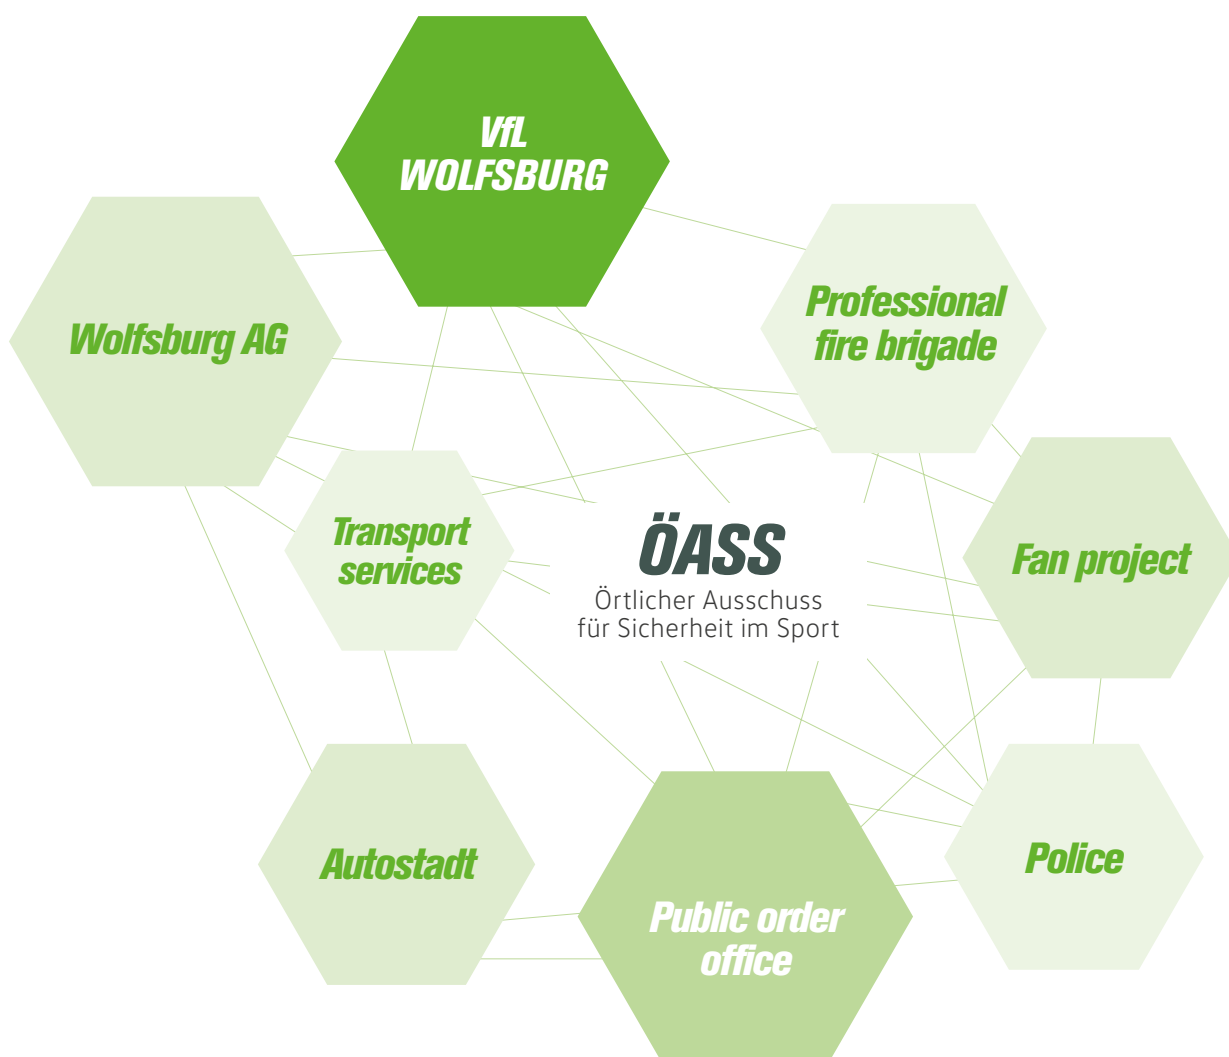 VfL
WOLFSBURG
Wolfsburg AG
Professional
fire brigade
Transport
services
ÖASS
Örtlicher Ausschuss
für Sicherheit im Sport
Fan project
Autostadt
Public order
office
Police